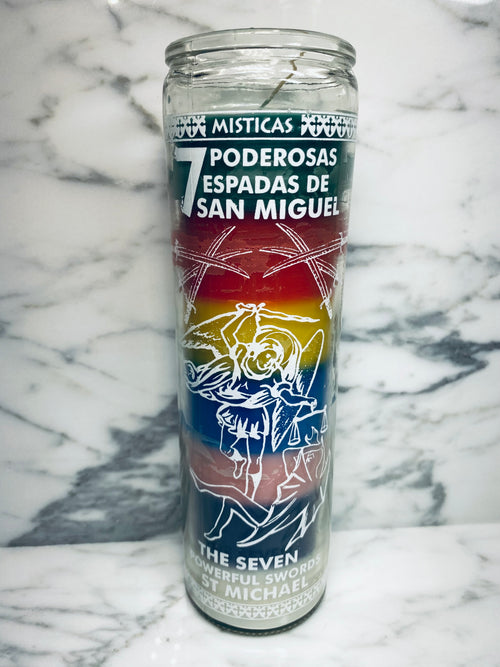 MISTICAS
7 PODEROSAS
ESPADAS DE
SAN MIGUEL
THE SEVEN
POWERFUL SWORDS
ST MICHAEL